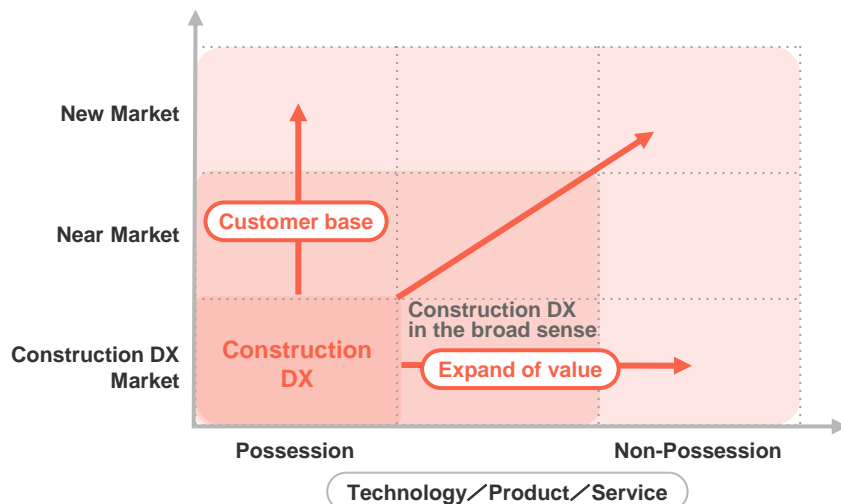 New Market
Customer base
Near Market
Construction DX
in the broad sense
Construction DX
Market
Construction
DX
Expand of value
Possession
Non-Possession
Technology／Product／Service